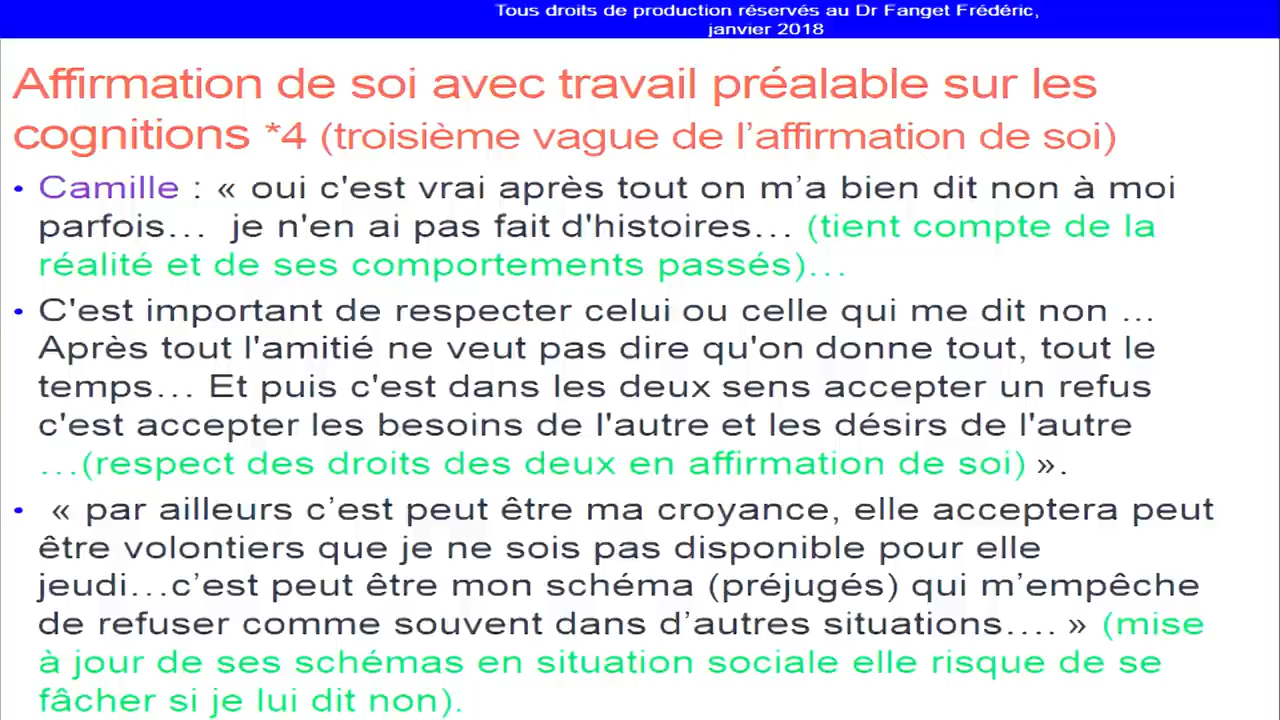 Tous droits de production réservés au Dr Fanget Frédéric,
janvier 2018
Affirmation de soi avec travail préalable sur les
cognitions *4 (troisième vague de l’affirmation de soi)
• Camille : « oui c'est vrai après tout on m’a bien dit non à moi
parfois… je n'en ai pas fait d'histoires… (tient compte de la
réalité et de ses comportements passés)…
• C'est important de respecter celui ou celle qui me dit non …
Après tout l'amitié ne veut pas dire qu'on donne tout, tout le
temps… Et puis c'est dans les deux sens accepter un refus
c'est accepter les besoins de l'autre et les désirs de l'autre
…(respect des droits des deux en affirmation de soi) ».
• « par ailleurs c’est peut être ma croyance, elle acceptera peut
être volontiers que je ne sois pas disponible pour elle
jeudi…c’est peut être mon schéma (préjugés) qui m’empêche
de refuser comme souvent dans d’autres situations…. » (mise
à jour de ses schémas en situation sociale elle risque de se
fâcher si je lui dit non).